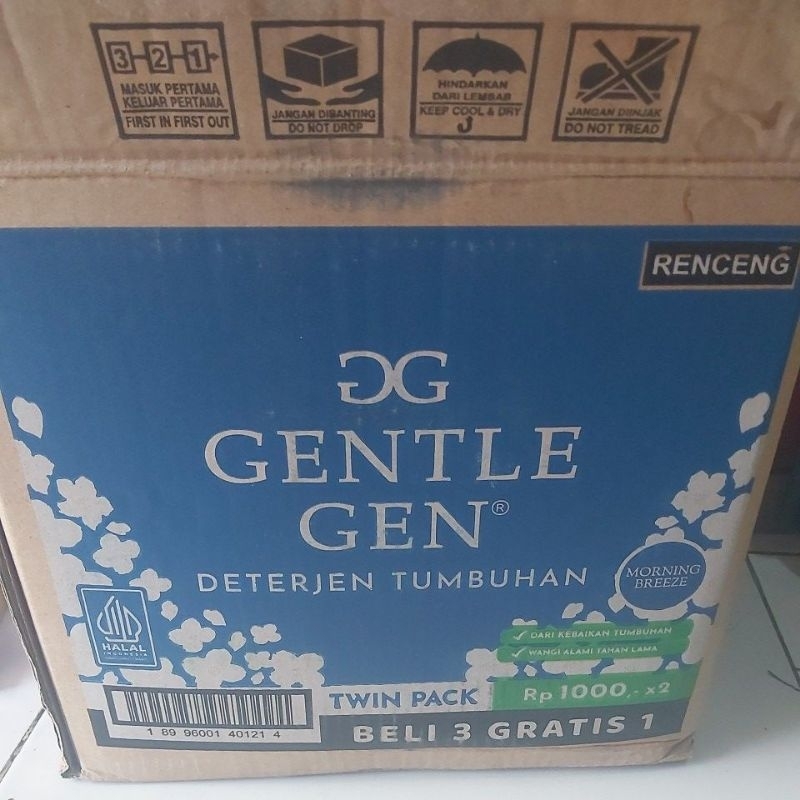 3-2-1
MASUK PERTAMA
KELUAR PERTAMA
FIRST IN FIRST OUT
JANGAN DIBANTING
DO NOT DROP
HINDARKAN
DARI LEMBAB
KEEP COOL & DRY
JANGAN DIINJAK
DO NOT TREAD
RENCENG
GG
GENTLE
GEN®
DETERJEN TUMBUHAN
MORNING
BREEZE
HALAL
INDONESIA
DARI KEBAIKAN TUMBUHAN
WANGI ALAMI TAHAN LAMA
TWIN PACK
Rp 1000,- x2
BELI 3 GRATIS 1
1 89 96001 40121 4